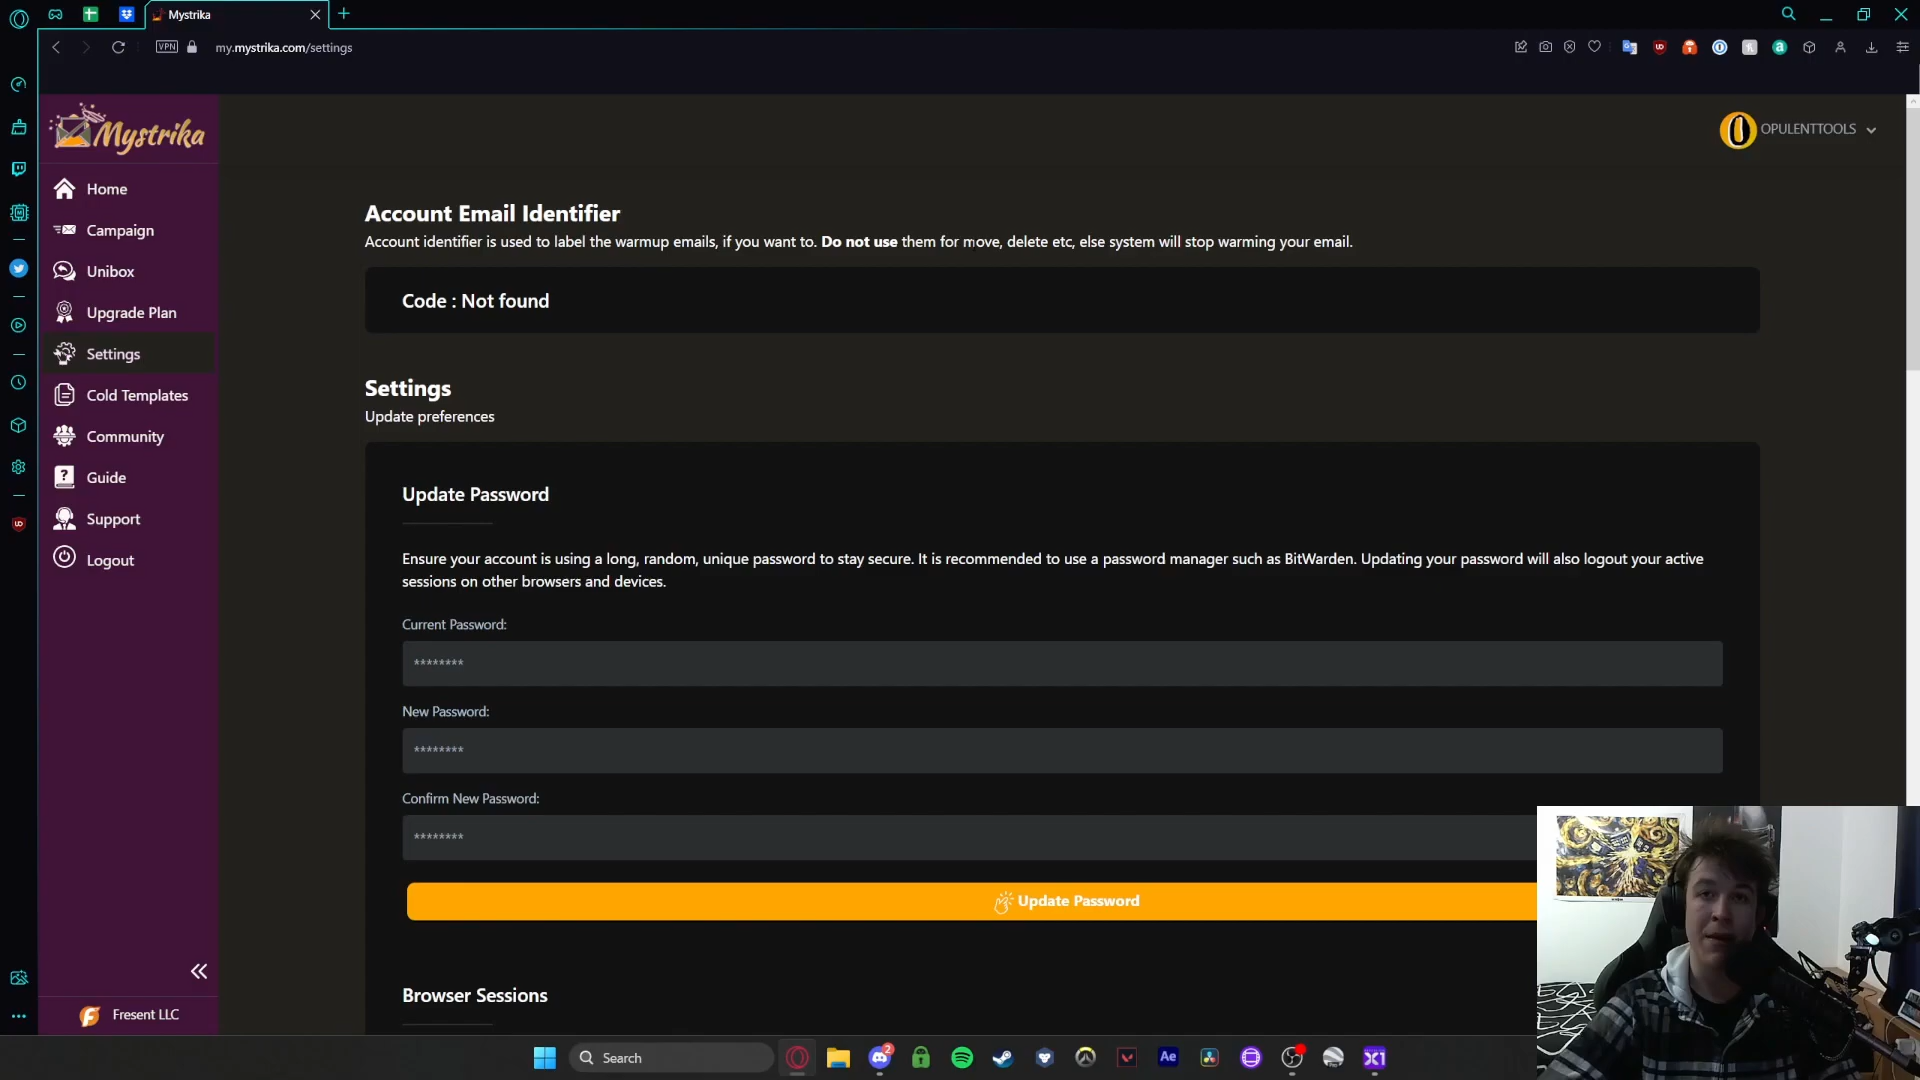 Mystrika
VPN
my.mystrika.com/settings
Mystrika
OPULENTTOOLS
Home
Campaign
Unibox
Upgrade Plan
Settings
Cold Templates
Community
Guide
Support
Logout
Fresent LLC
Account Email Identifier
Account identifier is used to label the warmup emails, if you want to. Do not use them for move, delete etc, else system will stop warming your email.
Code : Not found
Settings
Update preferences
Update Password
Ensure your account is using a long, random, unique password to stay secure. It is recommended to use a password manager such as BitWarden. Updating your password will also logout your active
sessions on other browsers and devices.
Current Password:
********
New Password:
********
Confirm New Password:
********
Update Password
Browser Sessions
Search
2
Ae
X1